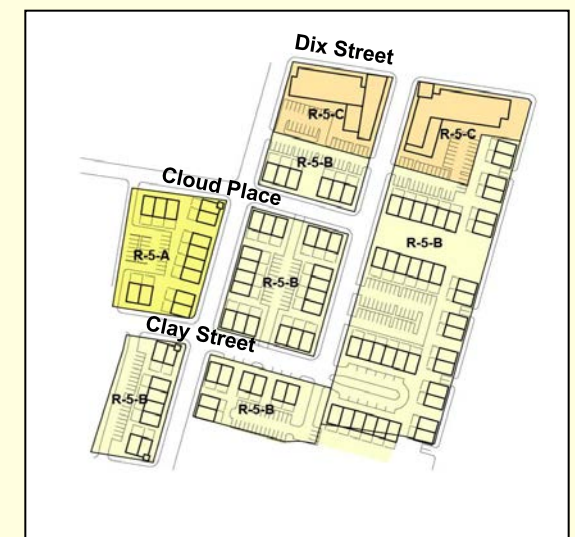 Dix Street
R-5-C
R-5-C
R-5-B
Cloud Place
R-5-B
R-5-A
R-5-B
Clay Street
R-5-B
R-5-B